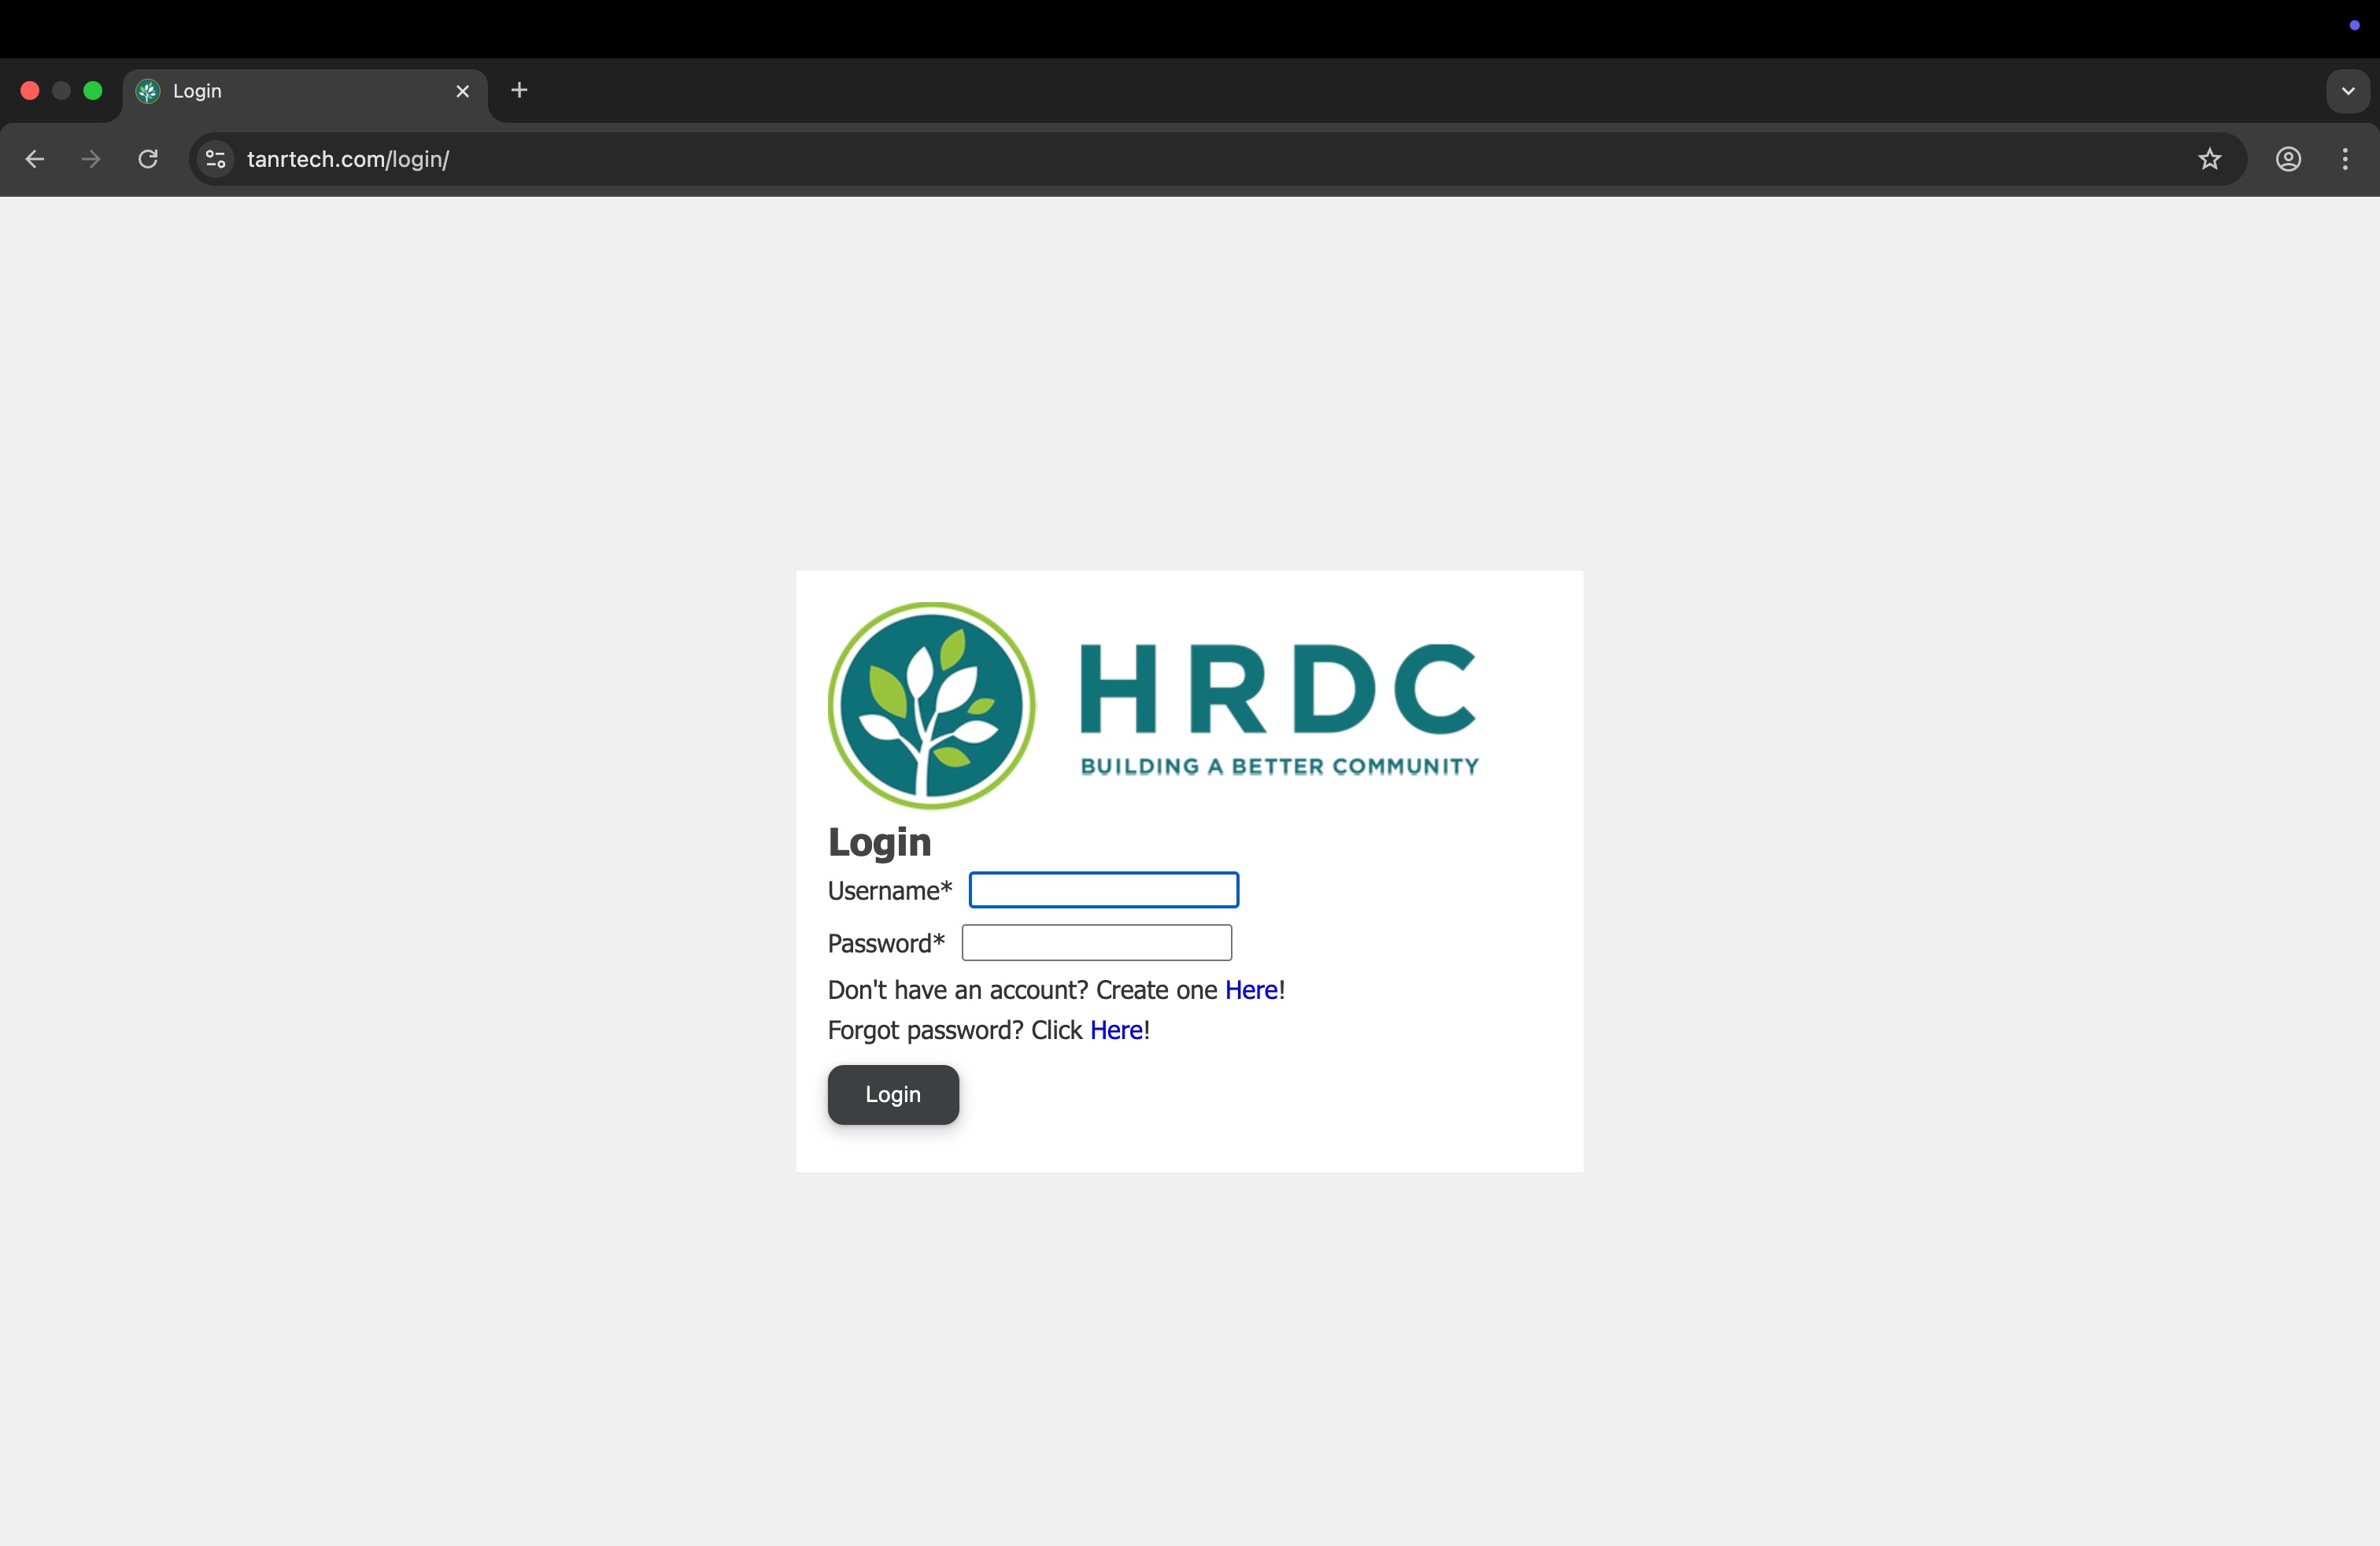 Login
tanrtech.com/login/
HRDC
BUILDING A BETTER COMMUNITY
Login
Username*
Password*
Don't have an account? Create one Here!
Forgot password? Click Here!
Login